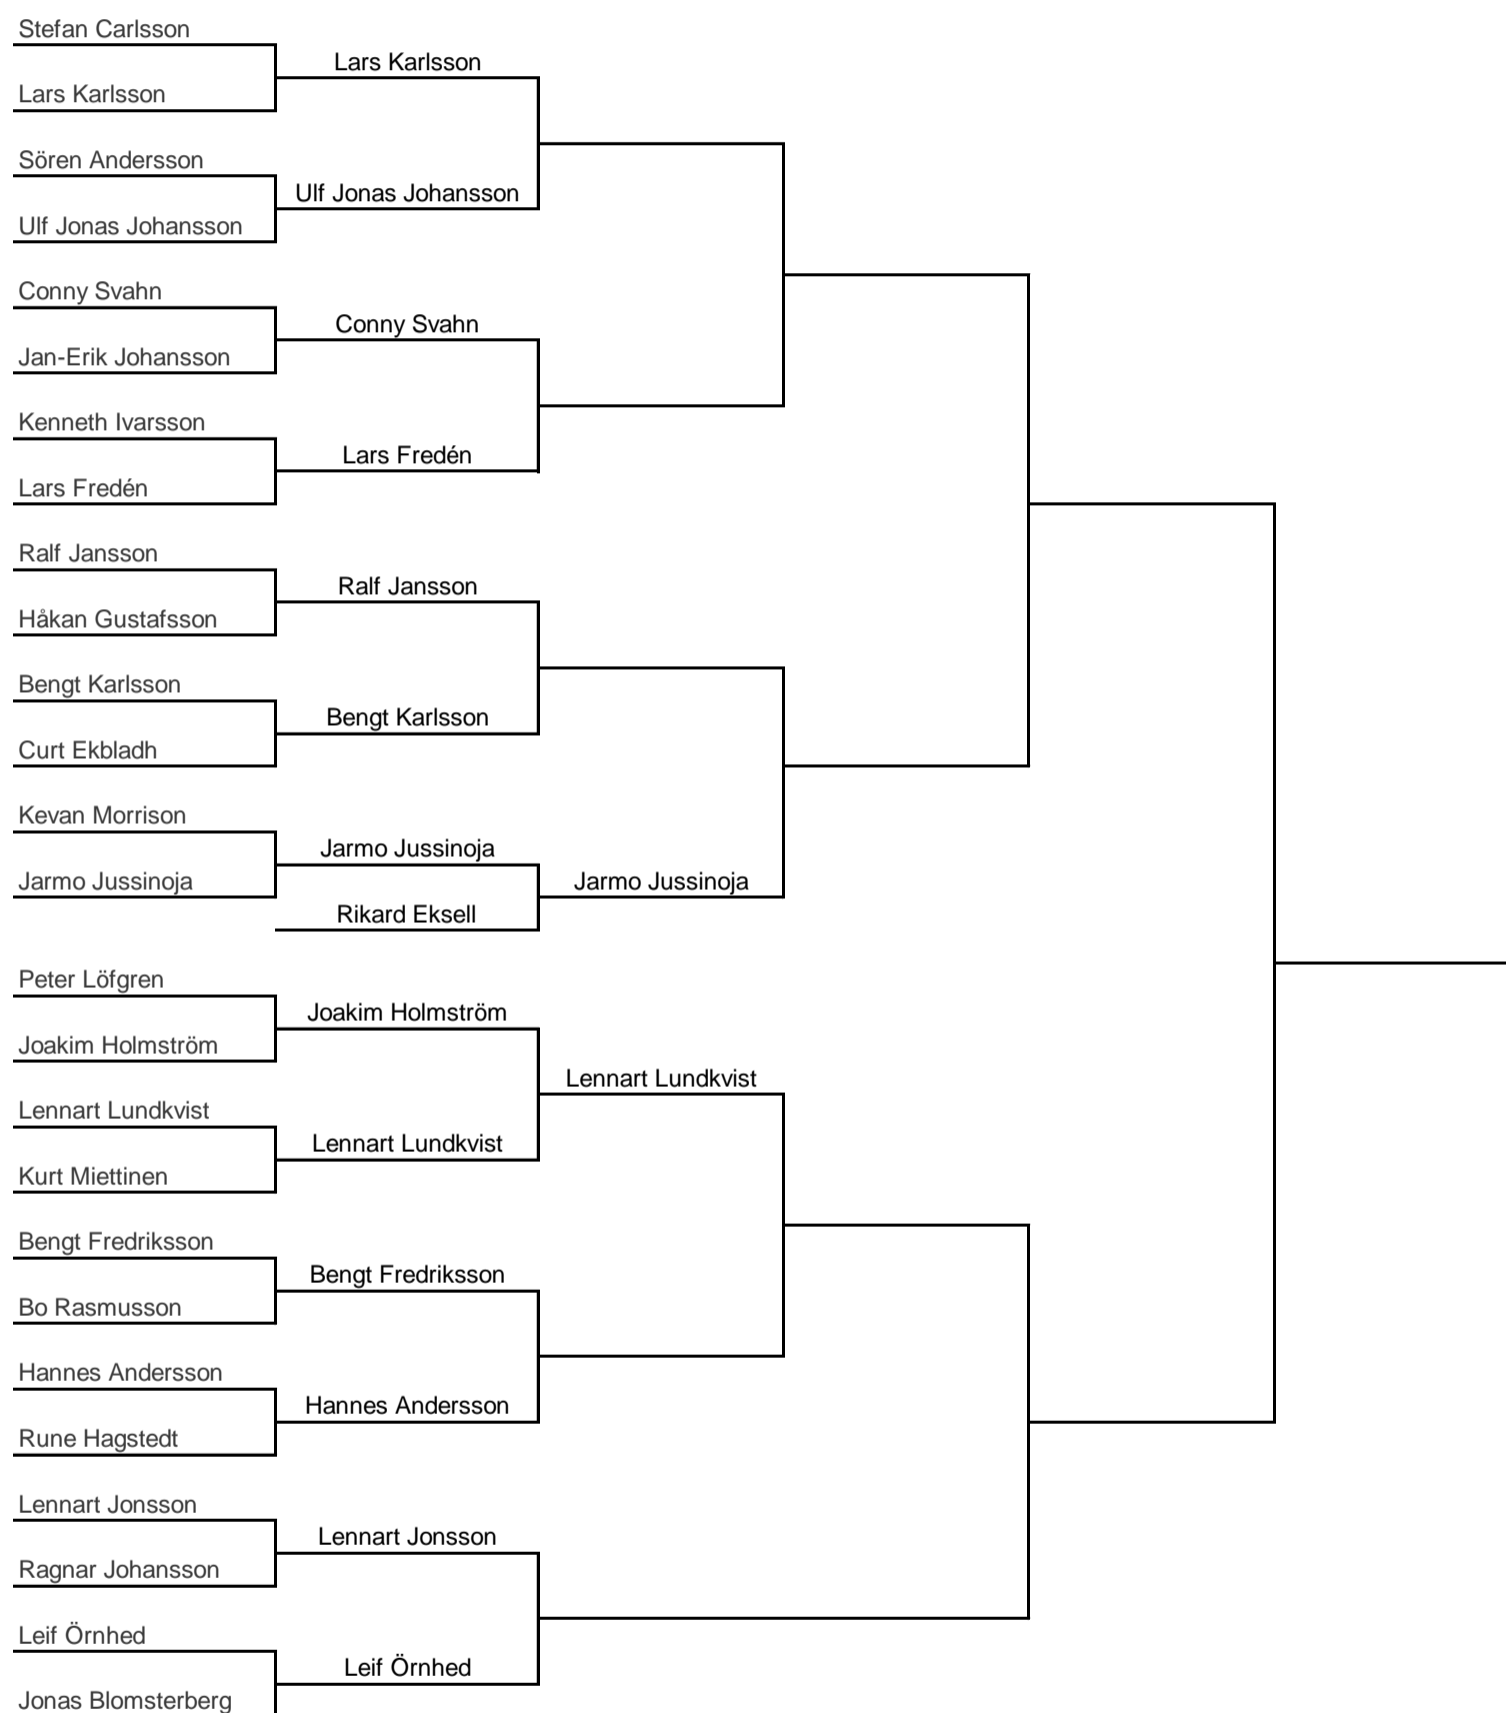 Stefan Carlsson
Lars Karlsson
Lars Karlsson
Sören Andersson
Ulf Jonas Johansson
Ulf Jonas Johansson
Conny Svahn
Conny Svahn
Jan-Erik Johansson
Kenneth Ivarsson
Lars Fredén
Lars Fredén
Ralf Jansson
Ralf Jansson
Håkan Gustafsson
Bengt Karlsson
Bengt Karlsson
Curt Ekbladh
Kevan Morrison
Jarmo Jussinoja
Jarmo Jussinoja
Jarmo Jussinoja
Rikard Eksell
Peter Löfgren
Joakim Holmström
Joakim Holmström
Lennart Lundkvist
Lennart Lundkvist
Lennart Lundkvist
Kurt Miettinen
Bengt Fredriksson
Bengt Fredriksson
Bo Rasmusson
Hannes Andersson
Hannes Andersson
Rune Hagstedt
Lennart Jonsson
Lennart Jonsson
Ragnar Johansson
Leif Örnhed
Leif Örnhed
Jonas Blomsterberg